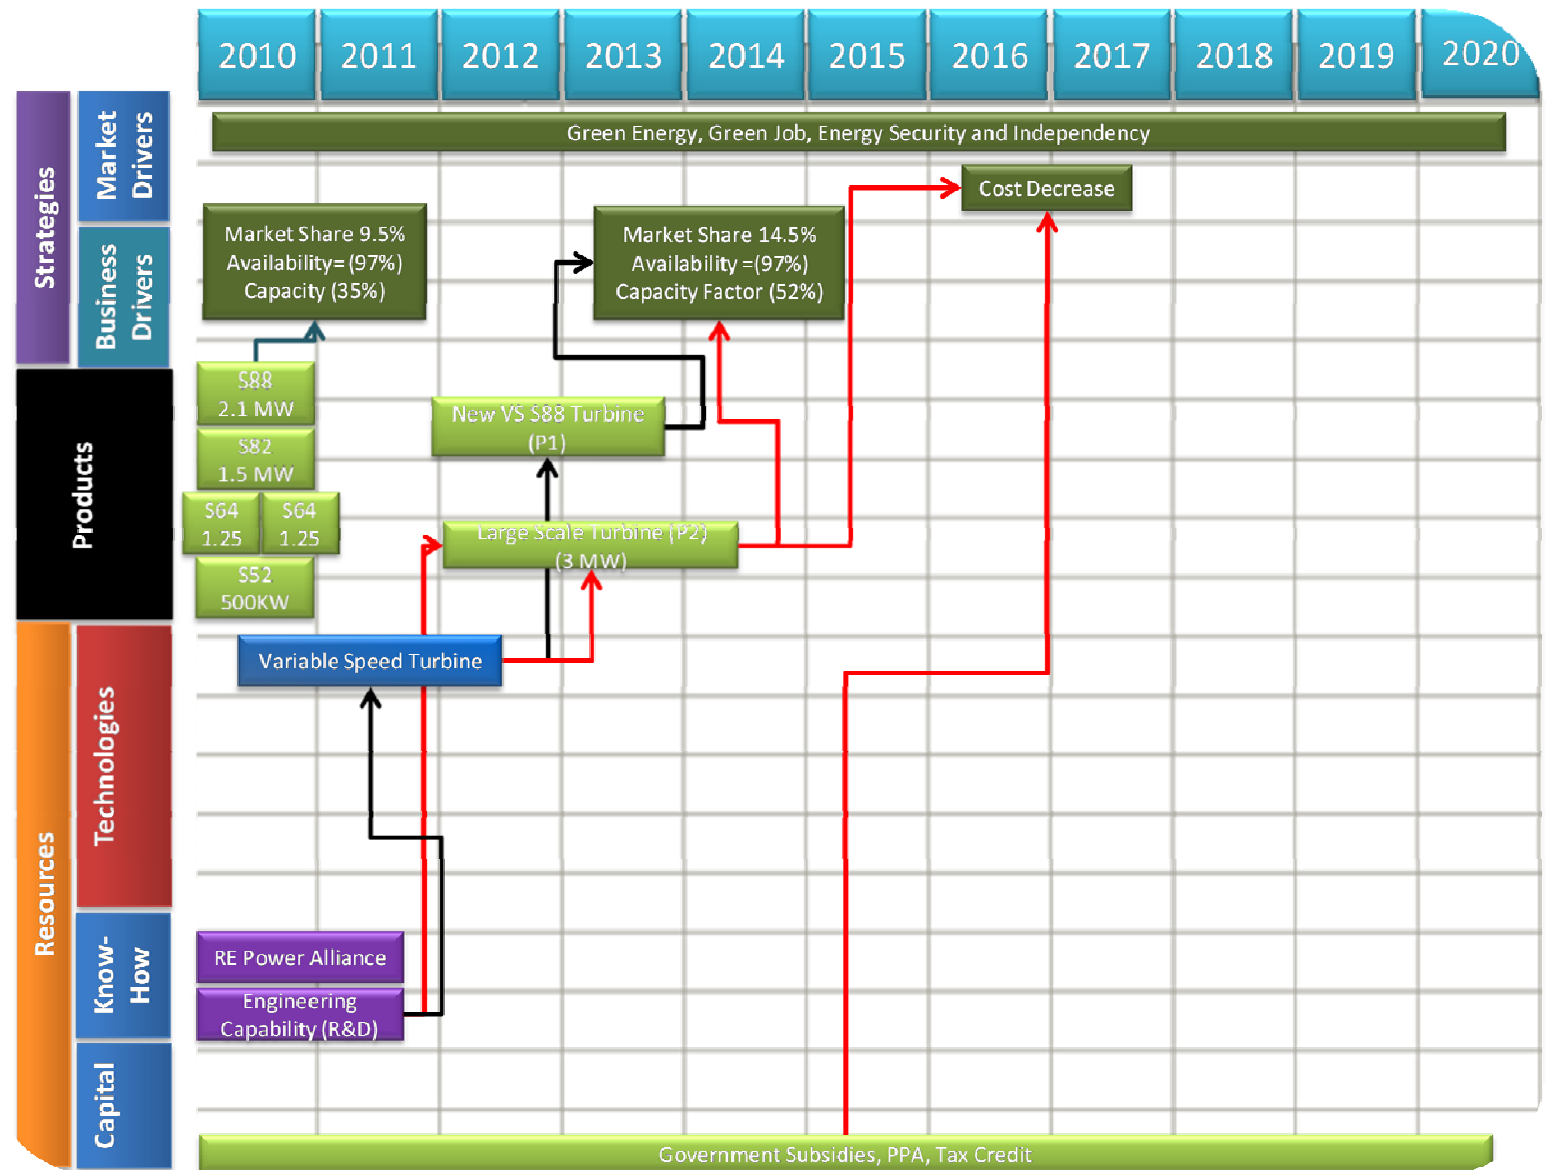 2010 2011 2012 2013 2014 2015 2016 2017 2018 2019 2020
Strategies
Market
Drivers
Green Energy, Green Job, Energy Security and Independency
Cost Decrease
Business
Drivers
Market Share 9.5%
Availability= (97%)
Capacity (35%)
Market Share 14.5%
Availability =(97%)
Capacity Factor (52%)
Products
S88
2.1 MW
S82
1.5 MW
S64
1.25
S64
1.25
S52
500KW
New VS S88 Turbine
(P1)
Large Scale Turbine (P2)
(3 MW)
Resources
Technologies
Variable Speed Turbine
Know-
How
RE Power Alliance
Engineering
Capability (R&D)
Capital
Government Subsidies, PPA, Tax Credit